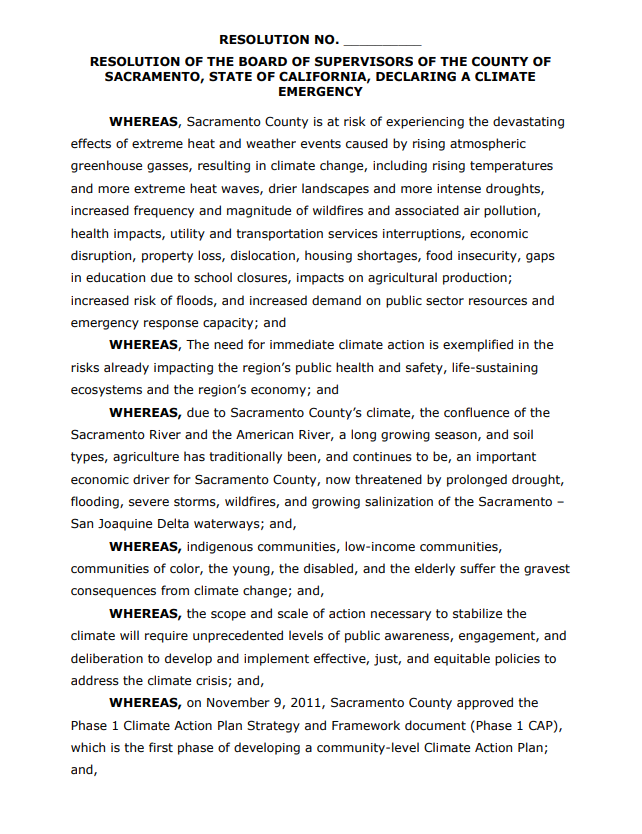 RESOLUTION NO. __________
RESOLUTION OF THE BOARD OF SUPERVISORS OF THE COUNTY OF
SACRAMENTO, STATE OF CALIFORNIA, DECLARING A CLIMATE
EMERGENCY
WHEREAS, Sacramento County is at risk of experiencing the devastating
effects of extreme heat and weather events caused by rising atmospheric
greenhouse gasses, resulting in climate change, including rising temperatures
and more extreme heat waves, drier landscapes and more intense droughts,
increased frequency and magnitude of wildfires and associated air pollution,
health impacts, utility and transportation services interruptions, economic
disruption, property loss, dislocation, housing shortages, food insecurity, gaps
in education due to school closures, impacts on agricultural production;
increased risk of floods, and increased demand on public sector resources and
emergency response capacity; and
WHEREAS, The need for immediate climate action is exemplified in the
risks already impacting the region’s public health and safety, life-sustaining
ecosystems and the region’s economy; and
WHEREAS, due to Sacramento County’s climate, the confluence of the
Sacramento River and the American River, a long growing season, and soil
types, agriculture has traditionally been, and continues to be, an important
economic driver for Sacramento County, now threatened by prolonged drought,
flooding, severe storms, wildfires, and growing salinization of the Sacramento –
San Joaquine Delta waterways; and,
WHEREAS, indigenous communities, low-income communities,
communities of color, the young, the disabled, and the elderly suffer the gravest
consequences from climate change; and,
WHEREAS, the scope and scale of action necessary to stabilize the
climate will require unprecedented levels of public awareness, engagement, and
deliberation to develop and implement effective, just, and equitable policies to
address the climate crisis; and,
WHEREAS, on November 9, 2011, Sacramento County approved the
Phase 1 Climate Action Plan Strategy and Framework document (Phase 1 CAP),
which is the first phase of developing a community-level Climate Action Plan;
and,